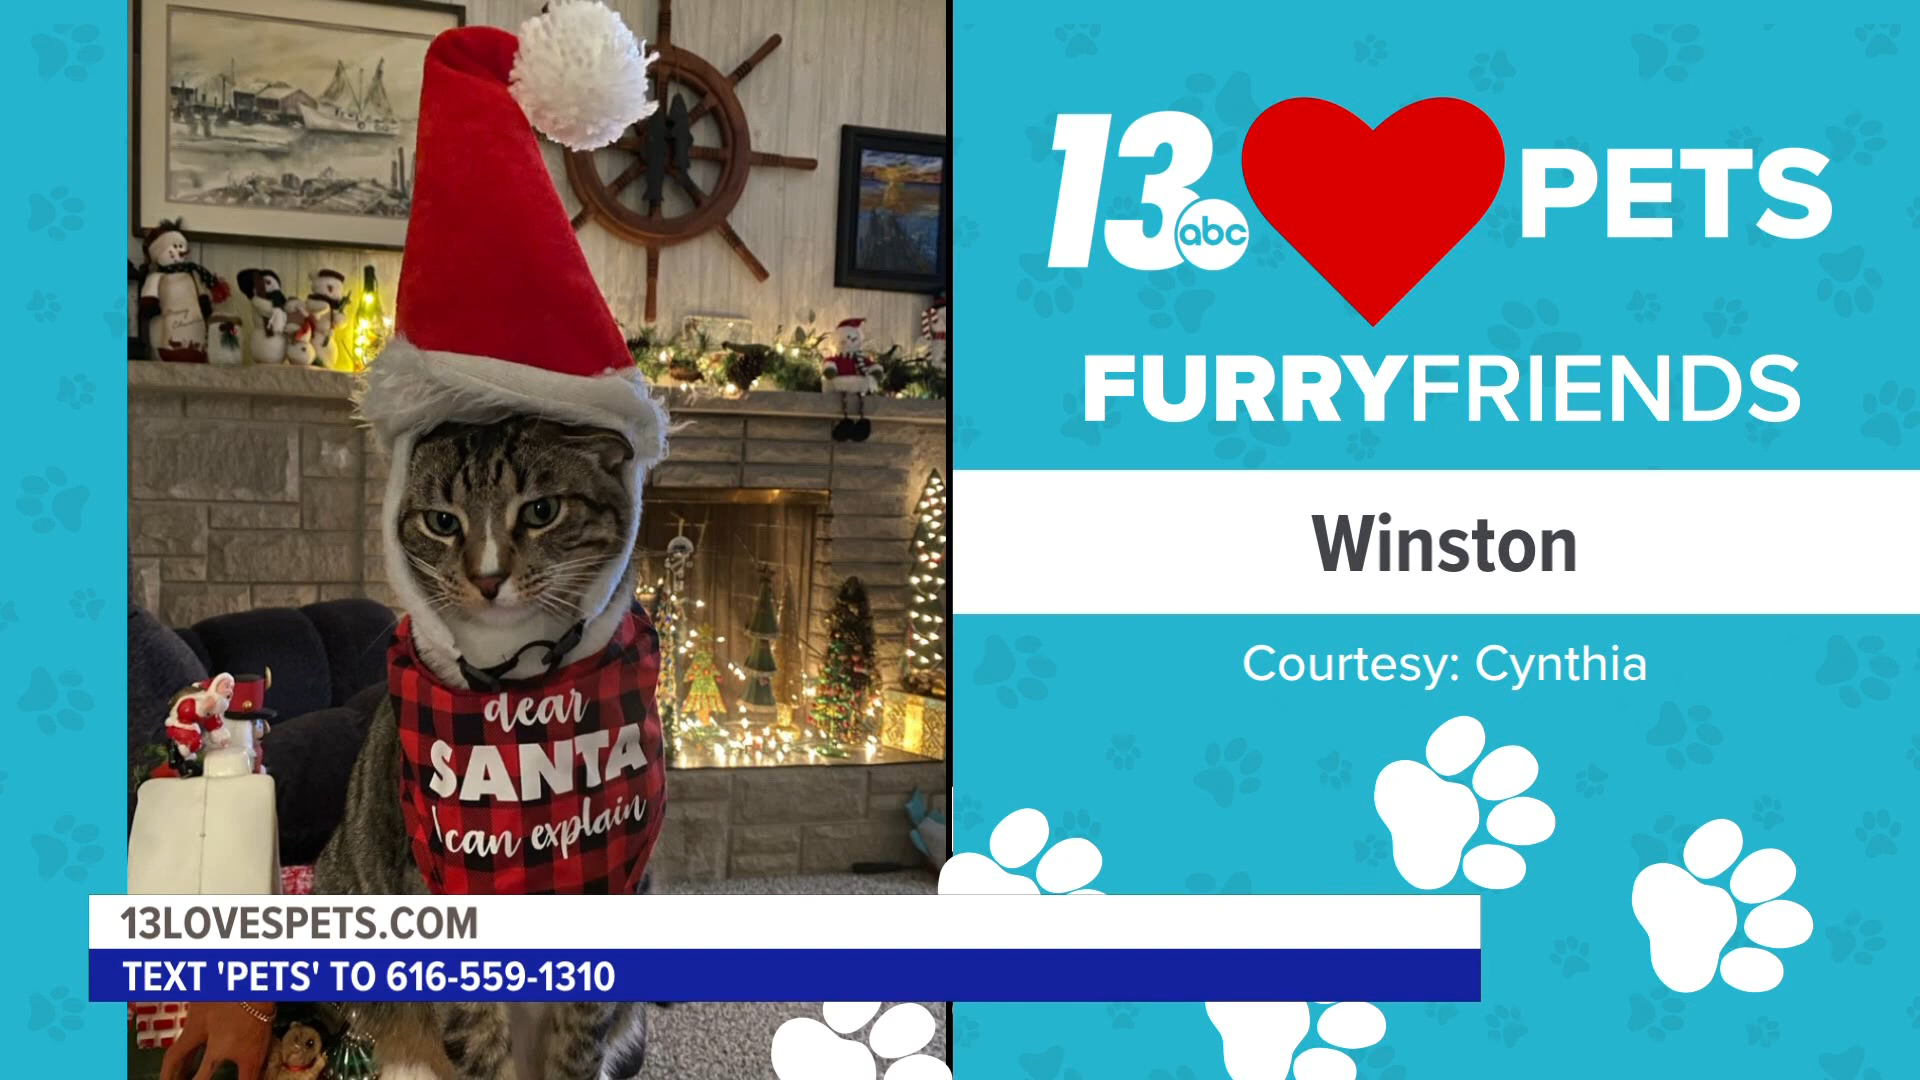 13 abc PETS
FURRYFRIENDS
Winston
Courtesy: Cynthia
dear
SANTA
I can explain
13LOVESPETS.COM
TEXT 'PETS' TO 616-559-1310